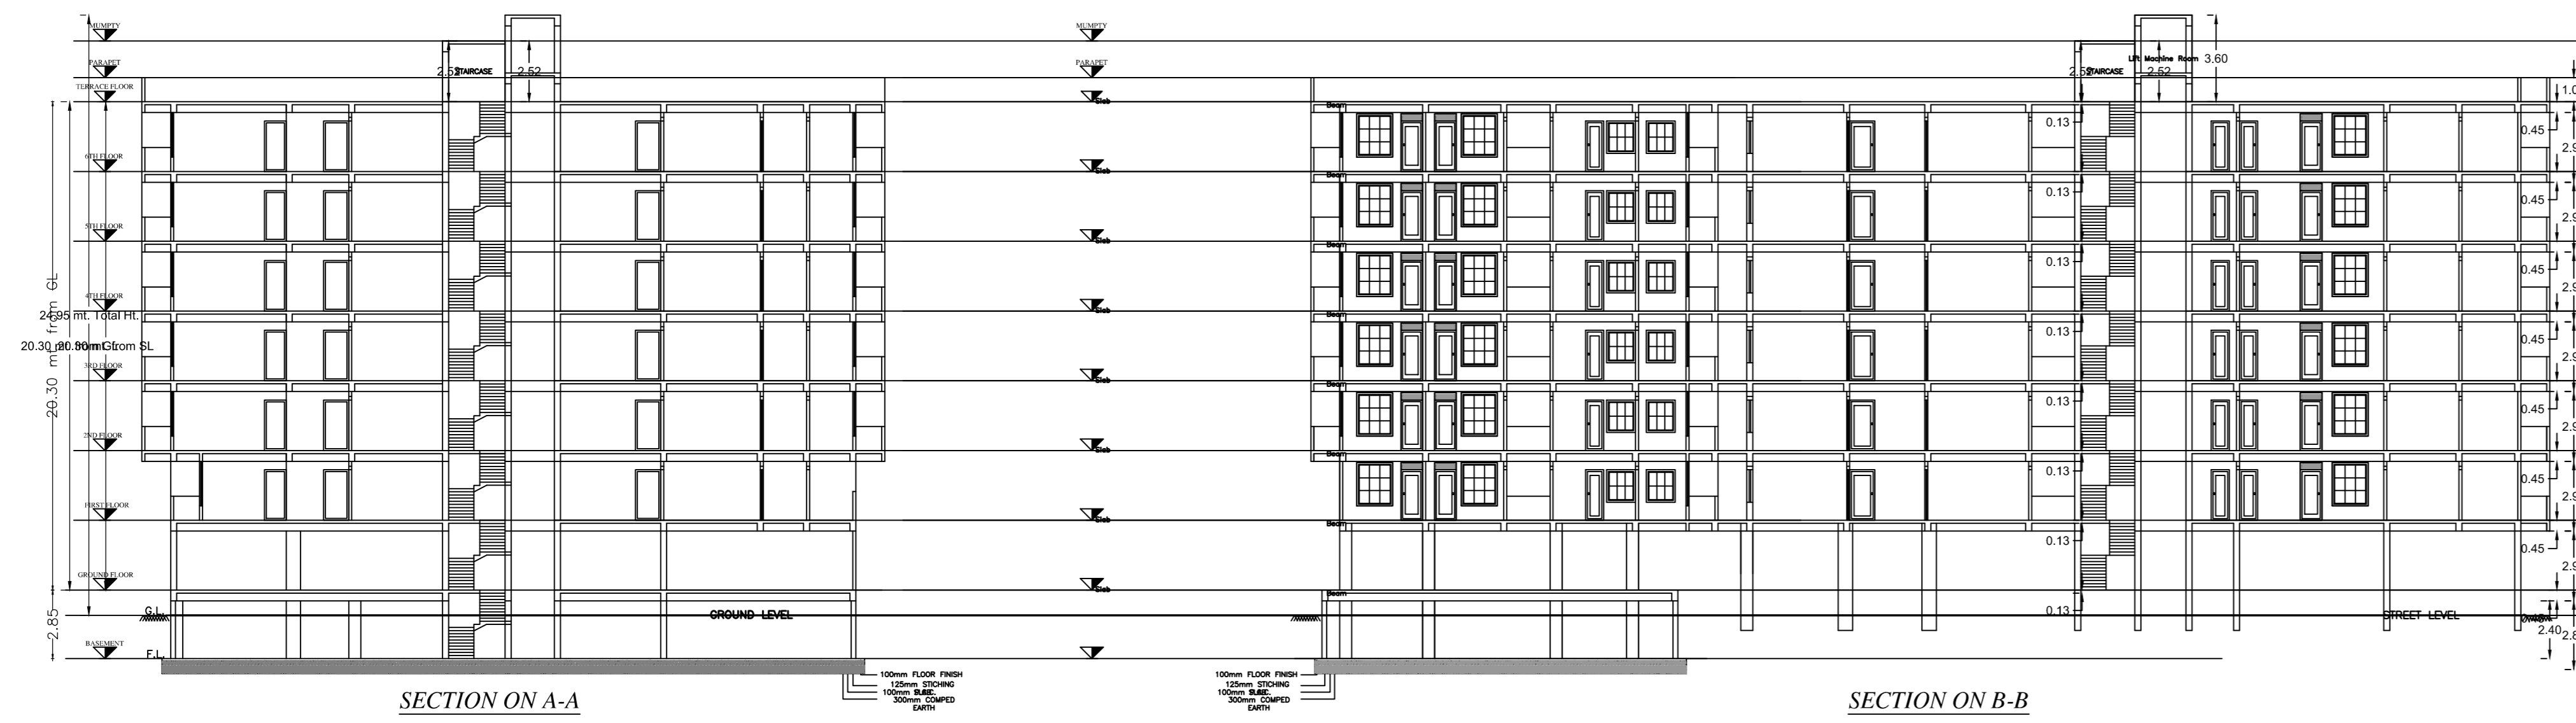 MUMPTY
PARAPET
TERRACE FLOOR
6TH FLOOR
5TH FLOOR
4TH FLOOR
24.95 mt. Total Ht.
20.30 mt from GL
3RD FLOOR
2ND FLOOR
FIRST FLOOR
GROUND FLOOR
2.85
G.L.
BASEMENT
F.L.
2.52
STAIRCASE
2.52
GROUND LEVEL
100mm FLOOR FINISH
125mm STICHING
300mm COMPED
EARTH
SECTION ON A-A
MUMPTY
PARAPET
Slab
Slab
Slab
Slab
Slab
Slab
Slab
Slab
Beam
Beam
Beam
Beam
Beam
Beam
Beam
Beam
100mm FLOOR FINISH
125mm STICHING
300mm COMPED
EARTH
STAIRCASE
Lift Machine Room
2.52
3.60
0.13
0.13
0.13
0.13
0.13
0.13
0.13
0.13
0.45
0.45
0.45
0.45
0.45
0.45
0.45
STREET LEVEL
2.40
SECTION ON B-B